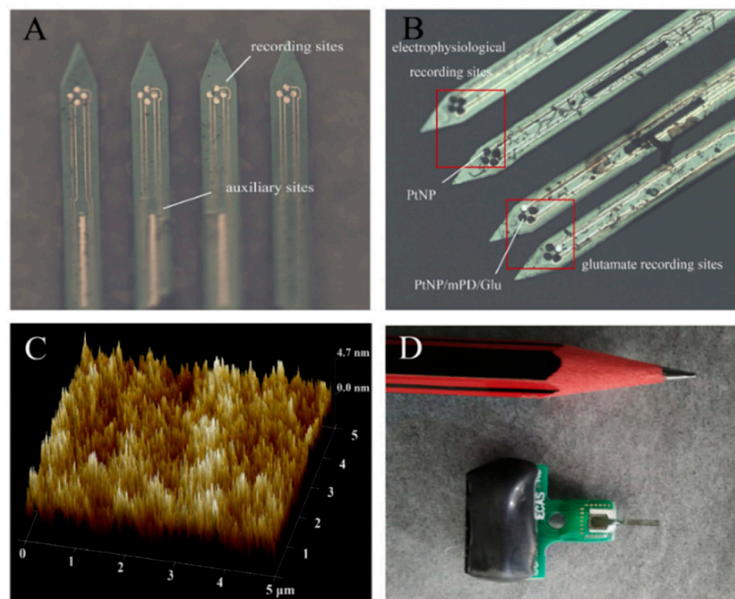 A
recording sites
auxiliary sites
B
electrophysiological
recording sites
PtNP
PtNP/mPD/Glu
glutamate recording sites
C
4.7 nm
0.0 nm
5
4
3
2
1
0
1
2
3
4
5 μm
D
ECAS